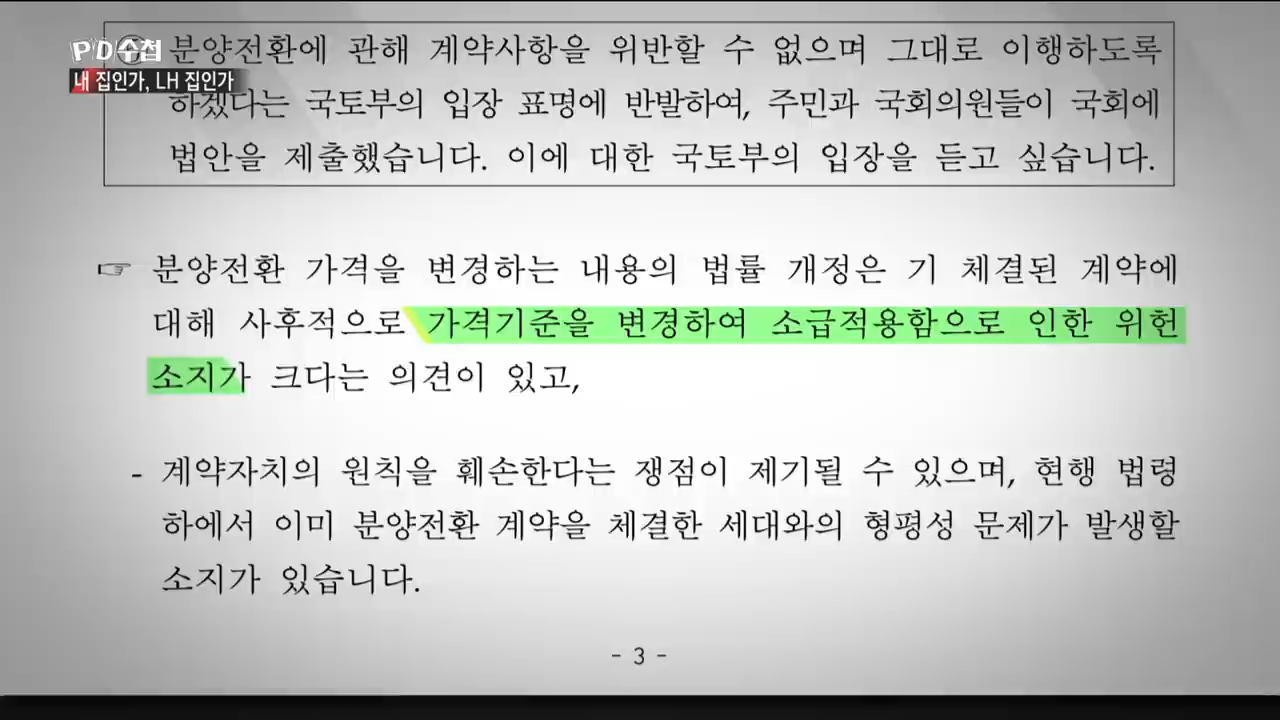 PD수첩
내 집인가, LH 집인가
분양전환에 관해 계약사항을 위반할 수 없으며 그대로 이행하도록
하겠다는 국토부의 입장 표명에 반발하여, 주민과 국회의원들이 국회에
법안을 제출했습니다. 이에 대한 국토부의 입장을 듣고 싶습니다.
☞ 분양전환 가격을 변경하는 내용의 법률 개정은 기 체결된 계약에
대해 사후적으로 가격기준을 변경하여 소급적용함으로 인한 위헌
소지가 크다는 의견이 있고,
- 계약자치의 원칙을 훼손한다는 쟁점이 제기될 수 있으며, 현행 법령
하에서 이미 분양전환 계약을 체결한 세대와의 형평성 문제가 발생할
소지가 있습니다.
- 3 -